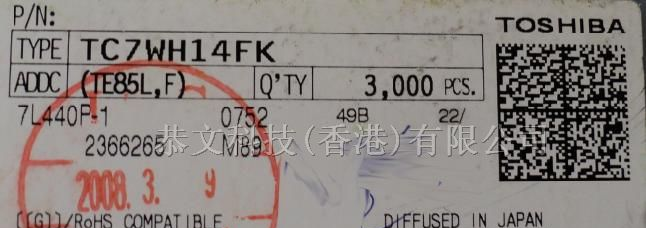 P/N:
TOSHIBA
TYPE TC7WH14FK
ADDC (TE85L,F) Q'TY 3,000 PCS.
7L440F-1 0752 49B 22/
2366265 M89
恭文科技(香港)有限公司
2008.3. 9
[[G]]/RoHS COMPATIBLE DIFFUSED IN JAPAN